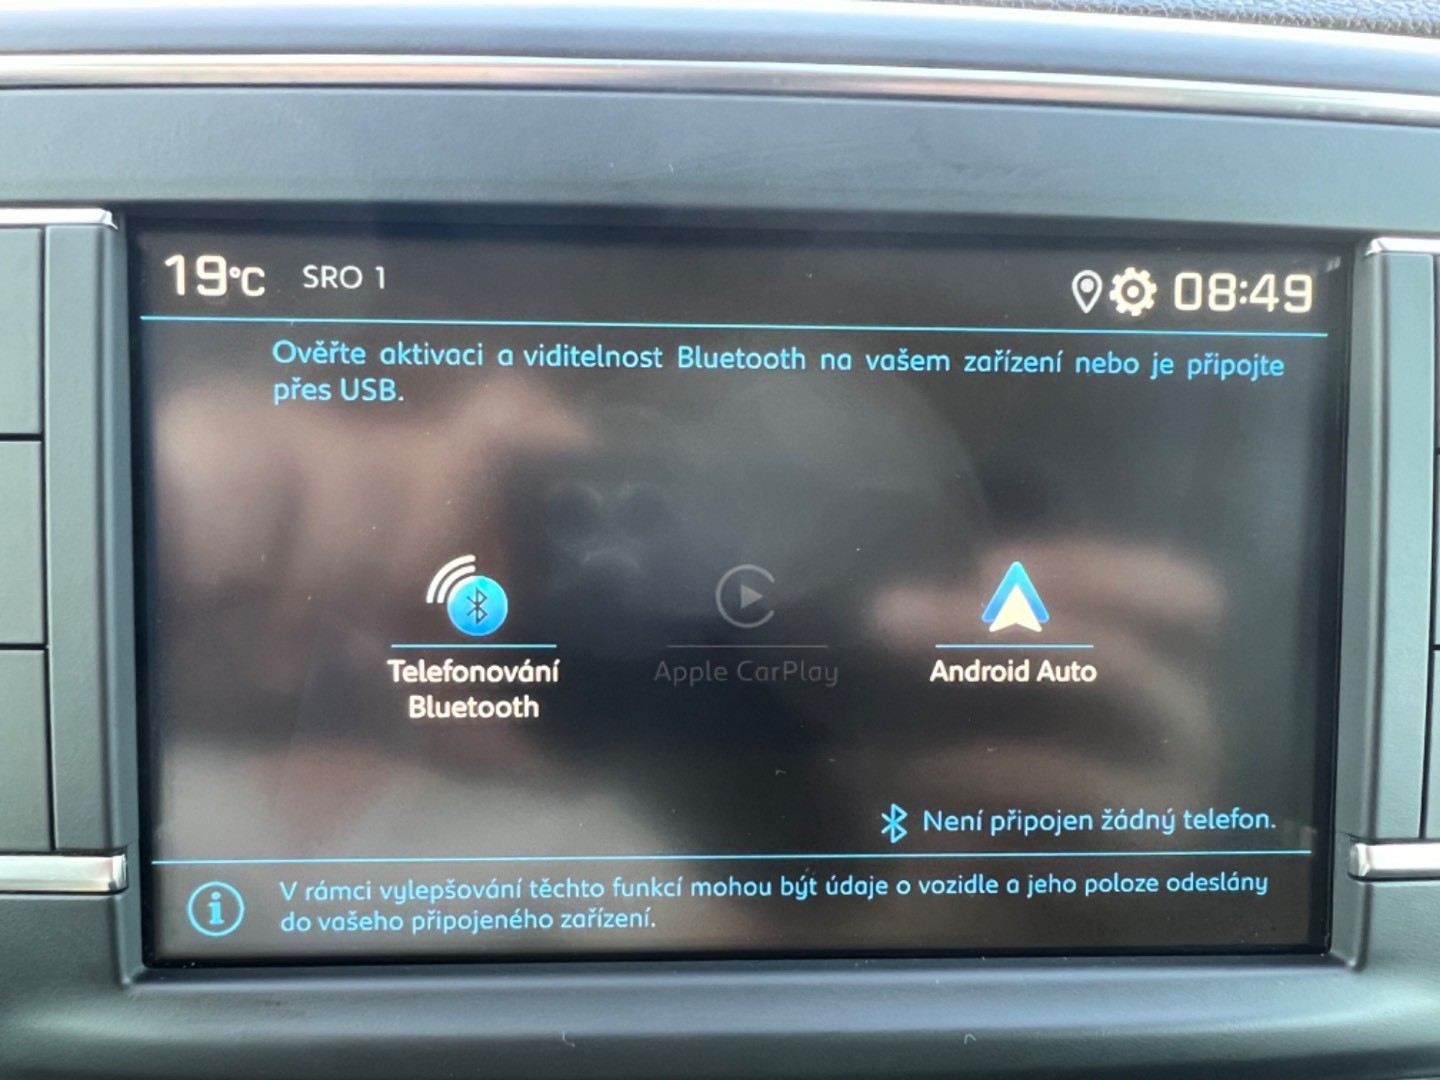 19°C SRO 1 08:49
Ověřte aktivaci a viditelnost Bluetooth na vašem zařízení nebo je připojte
přes USB.
Telefonování
Bluetooth
Apple CarPlay
Android Auto
Není připojen žádný telefon.
V rámci vylepšování těchto funkcí mohou být údaje o vozidle a jeho poloze odeslány
do vašeho připojeného zařízení.